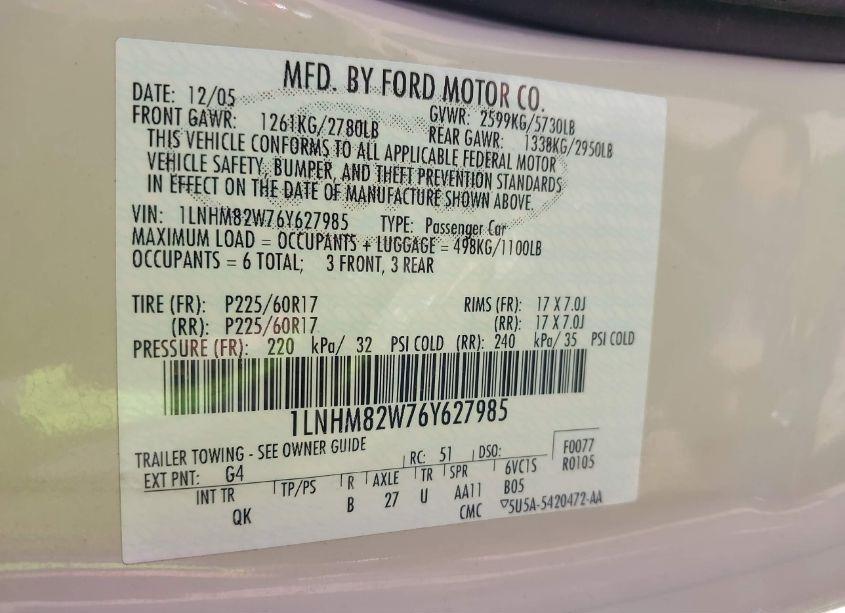 MFD. BY FORD MOTOR CO.
DATE: 12/05 GVWR: 2599KG/5730LB
FRONT GAWR: 1261KG/2780LB REAR GAWR: 1338KG/2950LB
THIS VEHICLE CONFORMS TO ALL APPLICABLE FEDERAL MOTOR
VEHICLE SAFETY, BUMPER, AND THEFT PREVENTION STANDARDS
IN EFFECT ON THE DATE OF MANUFACTURE SHOWN ABOVE.
VIN: 1LNHM82W76Y627985 TYPE: Passenger Car
MAXIMUM LOAD = OCCUPANTS + LUGGAGE = 498KG/1100LB
OCCUPANTS = 6 TOTAL; 3 FRONT, 3 REAR
TIRE (FR): P225/60R17 RIMS (FR): 17 X 7.0J
(RR): P225/60R17 (RR): 17 X 7.0J
PRESSURE (FR): 220 kPa/ 32 PSI COLD (RR): 240 kPa/ 35 PSI COLD
1LNHM82W76Y627985
TRAILER TOWING - SEE OWNER GUIDE RC: 51 DSO: F0077
EXT PNT: G4 R0105
INT TR TP/PS R AXLE TR SPR 6VC1S
QK B 27 U AA11 B05
CMC ▽5U5A-5420472-AA